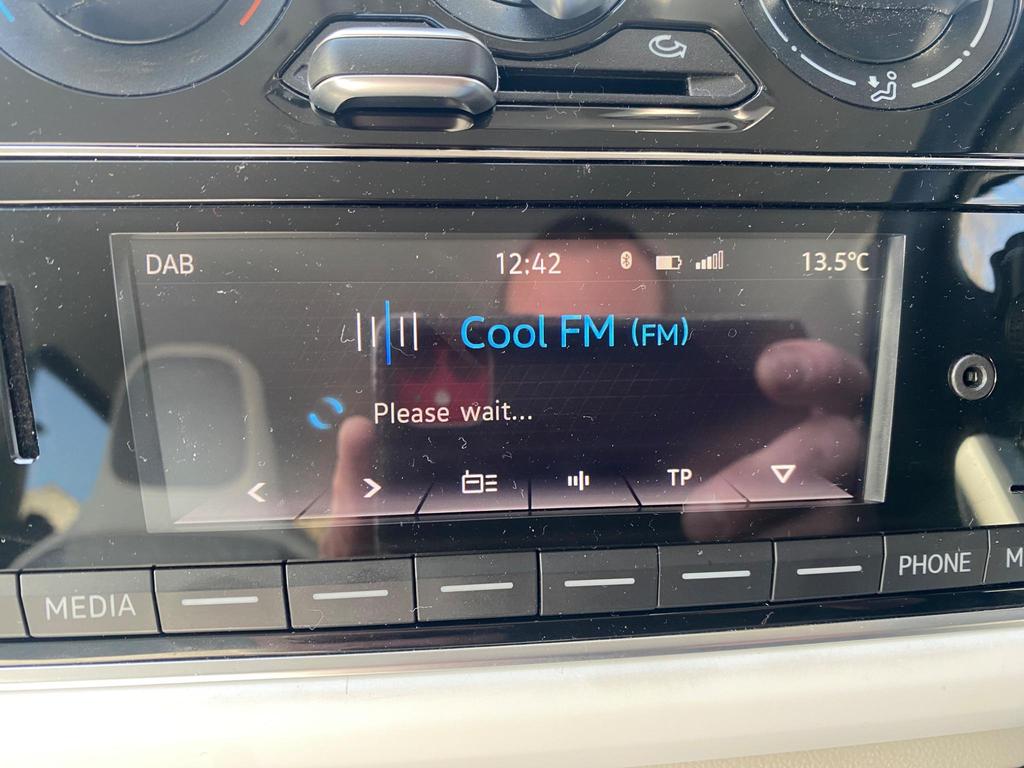 DAB 12:42 13.5°C
Cool FM (FM)
Please wait...
TP
MEDIA PHONE